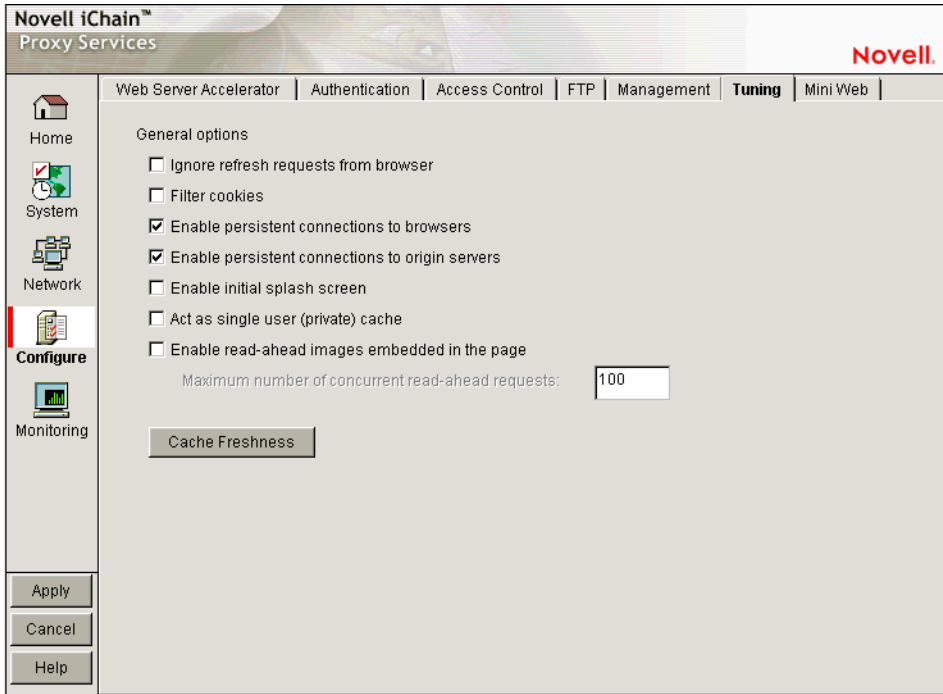 Novell iChain™
Proxy Services
Novell.
Web Server Accelerator
Authentication
Access Control
FTP
Management
Tuning
Mini Web
Home
System
Network
Configure
Monitoring
General options
Ignore refresh requests from browser
Filter cookies
Enable persistent connections to browsers
Enable persistent connections to origin servers
Enable initial splash screen
Act as single user (private) cache
Enable read-ahead images embedded in the page
Maximum number of concurrent read-ahead requests: 100
Cache Freshness
Apply
Cancel
Help